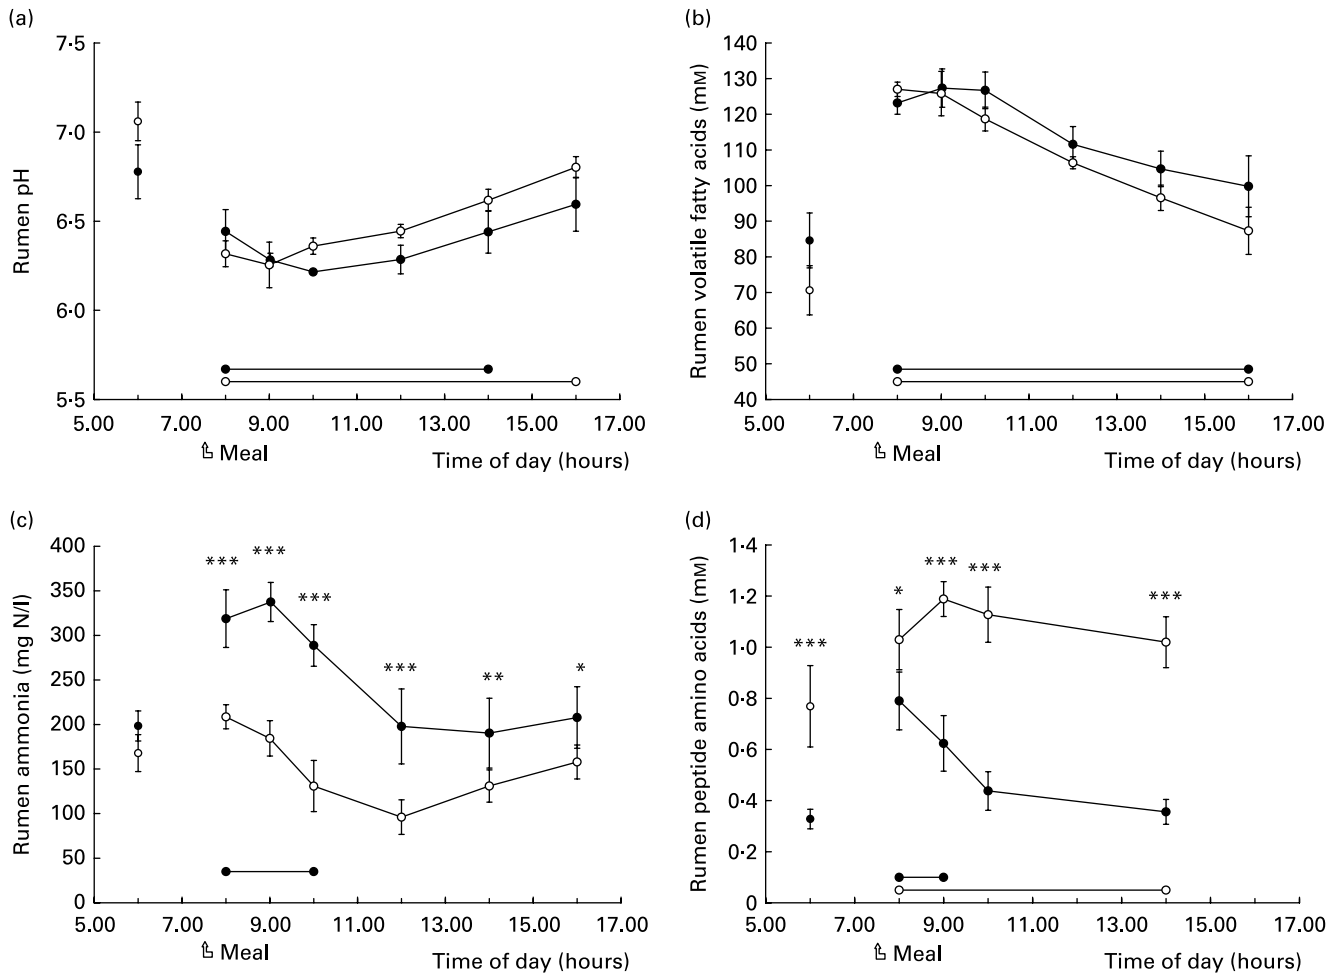 (a)
7·5
7·0
6·5
6·0
5·5
Rumen pH
5.00 7.00 9.00 11.00 13.00 15.00 17.00
Meal
Time of day (hours)
(b)
140
130
120
110
100
90
80
70
60
50
40
Rumen volatile fatty acids (mM)
5.00 7.00 9.00 11.00 13.00 15.00 17.00
Meal
Time of day (hours)
(c)
400
350
300
250
200
150
100
50
0
Rumen ammonia (mg N/l)
*** *** *** *** ** *
5.00 7.00 9.00 11.00 13.00 15.00 17.00
Meal
Time of day (hours)
(d)
1·4
1·2
1·0
0·8
0·6
0·4
0·2
0
Rumen peptide amino acids (mM)
*** * *** *** ***
5.00 7.00 9.00 11.00 13.00 15.00 17.00
Meal
Time of day (hours)